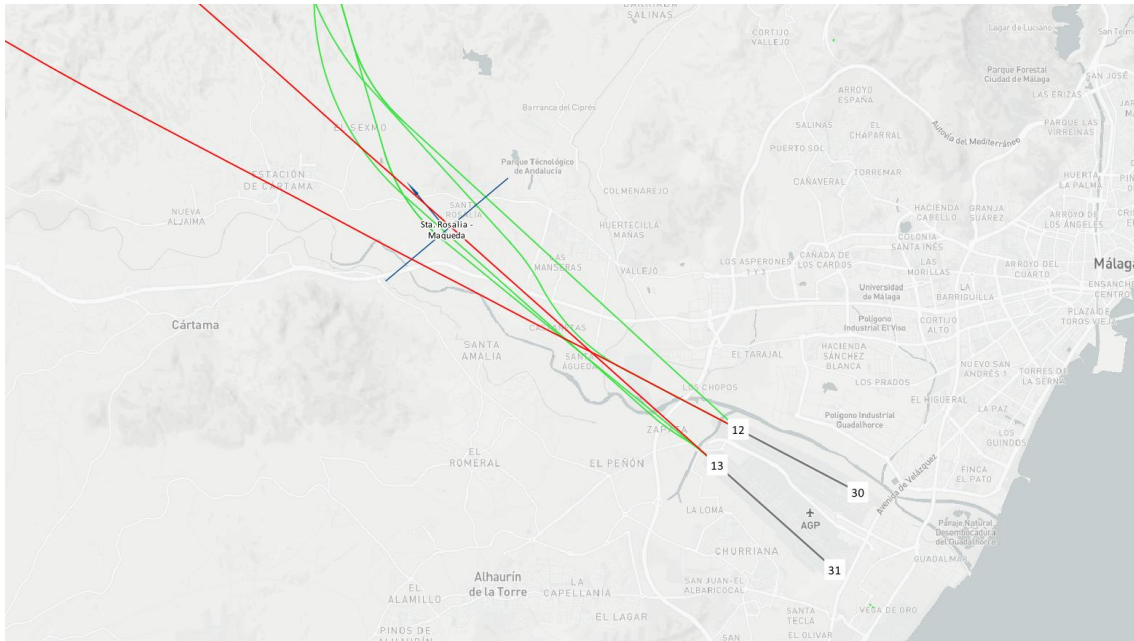 BARRIADA
SALINAS
CORTIJO
VALLEJO
Lagar de Luciano
San Telmo
Parque Forestal
Ciudad de Málaga
SAN JOSÉ
ARROYO
ESPAÑA
LAS ERIZAS
Barranca del Ciprés
PARQUE LAS
VIRREINAS
SALINAS
EL
CHAPARRAL
Autovía del Mediterráneo
EL SEXMO
PUERTO SOL
ESTACIÓN
DE CÁRTAMA
Parque Tecnológico
de Andalucía
TORREMAR
CAÑAVERAL
HUERTA
LA PALMA
COLMENAREJO
NUEVA
ALJAIMA
SANTA
ROSALÍA
HACIENDA
CABELLO
GRANJA
SUÁREZ
ARROYO DE
LOS ÁNGELES
Sta. Rosalia -
Maqueda
HUERTECILLA
MAÑAS
COLONIA
SANTA INÉS
LAS
MANSERAS
VALLEJO
LOS ASPERONES
1 Y 3
CAÑADA DE
LOS CARDOS
LAS
MORILLAS
ARROYO DEL
CUARTO
Málaga
Universidad
de Málaga
LA
BARRIGUILLA
ENSANCHE
CENTRO
Cártama
CASTAÑETAS
Polígono
Industrial El Viso
CORTIJO
ALTO
PLAZA DE
TOROS VIEJA
SANTA
AMALIA
SANTA
ÁGUEDA
EL TARAJAL
HACIENDA
SÁNCHEZ
BLANCA
NUEVO SAN
ANDRÉS 1
TORRES DE
LA SERNA
LOS CHOPOS
LOS PRADOS
EL HIGUERAL
LA PAZ
Polígono Industrial
Guadalhorce
LOS
GUINDOS
ZAPATA
12
EL
ROMERAL
EL PEÑÓN
13
FINCA
EL PATO
30
Avenida de Velázquez
LA LOMA
AGP
Paraje Natural
Desembocadura
del Guadalhorce
CHURRIANA
GUADALMAR
31
EL
ALAMILLO
Alhaurín
de la Torre
LA
CAPELLANÍA
SAN JUAN-EL
ALBARICOCAL
EL LAGAR
SANTA
TECLA
VEGA DE ORO
PINOS DE
ALHAURÍN
SAN
EL OLIVAR